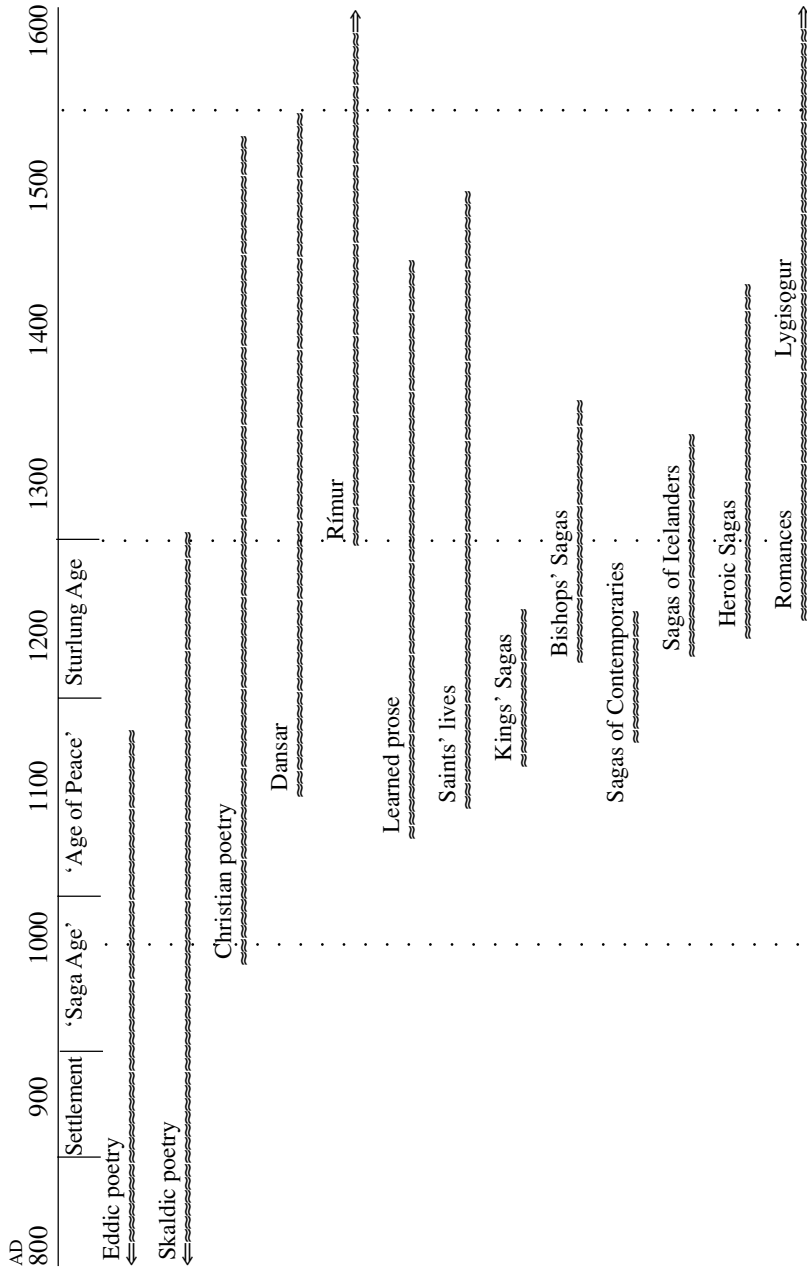 AD
800 900 1000 1100 1200 1300 1400 1500 1600
Settlement ‘Saga Age’ ‘Age of Peace’ Sturlung Age
Eddic poetry
Skaldic poetry
Christian poetry
Dansar
Rímur
Learned prose
Saints’ lives
Kings’ Sagas
Bishops’ Sagas
Sagas of Contemporaries
Sagas of Icelanders
Heroic Sagas
Romances Lygisǫgur